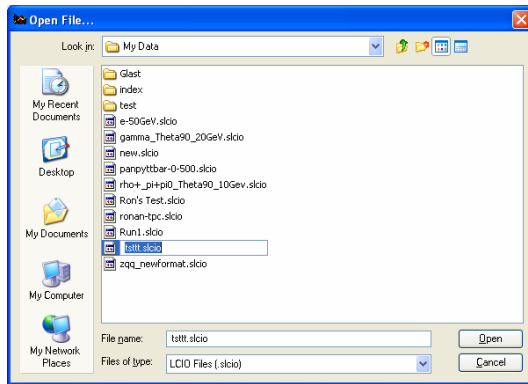 Open File...
Look in:
My Data
My Recent
Documents
Desktop
My Documents
My Computer
My Network
Places
Glast
index
test
e-50GeV.slcio
gamma_Theta90_20GeV.slcio
new.slcio
panpyttbar-0-500.slcio
rho+_pi+pi0_Theta90_10Gev.slcio
Ron's Test.slcio
ronan-tpc.slcio
Run1.slcio
tsttt.slcio
zqq_newformat.slcio
File name:
tsttt.slcio
Open
Files of type:
LCIO Files (.slcio)
Cancel